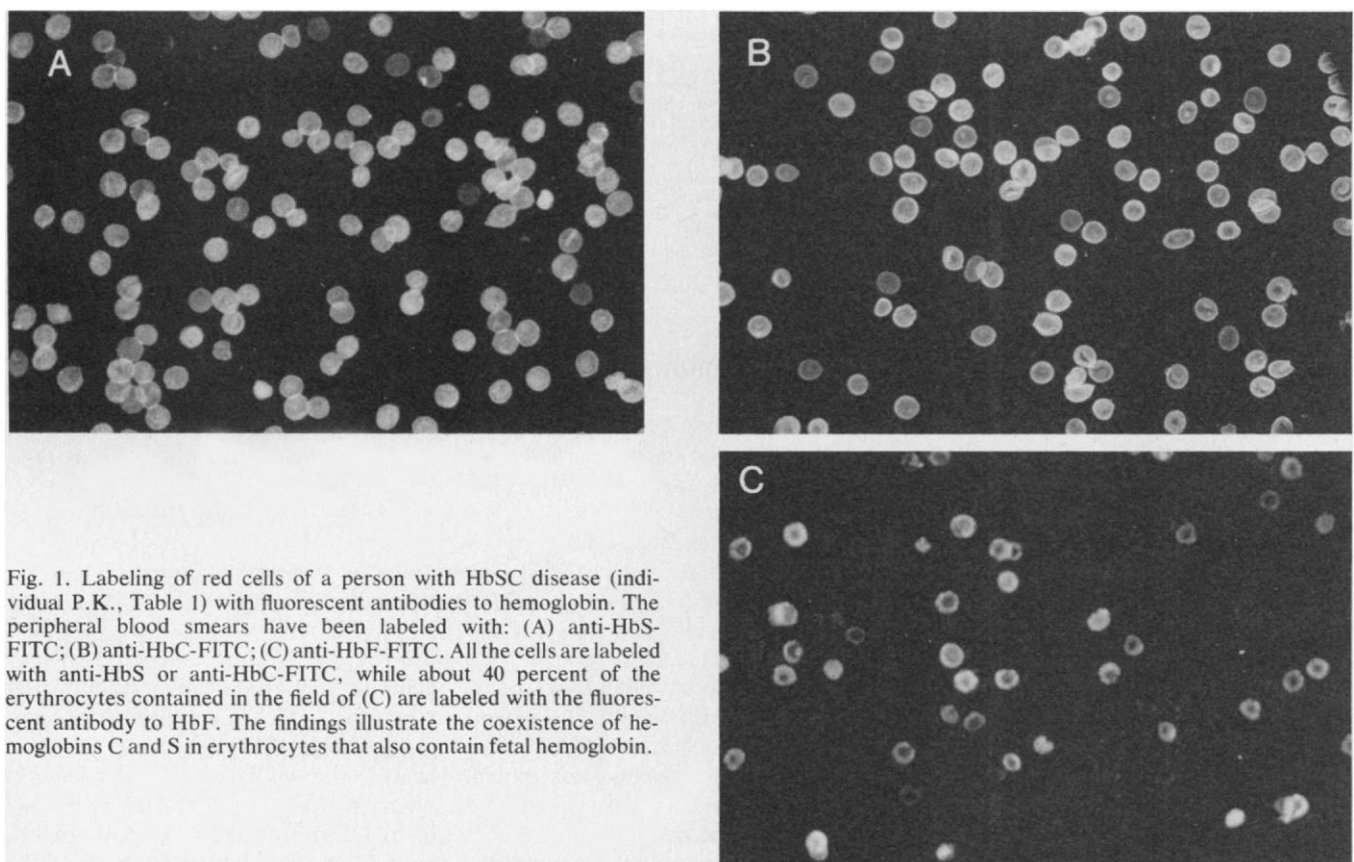 A
B
C
Fig. 1. Labeling of red cells of a person with HbSC disease (indi-
vidual P.K., Table 1) with fluorescent antibodies to hemoglobin. The
peripheral blood smears have been labeled with: (A) anti-HbS-
FITC; (B) anti-HbC-FITC; (C) anti-HbF-FITC. All the cells are labeled
with anti-HbS or anti-HbC-FITC, while about 40 percent of the
erythrocytes contained in the field of (C) are labeled with the fluores-
cent antibody to HbF. The findings illustrate the coexistence of he-
moglobins C and S in erythrocytes that also contain fetal hemoglobin.